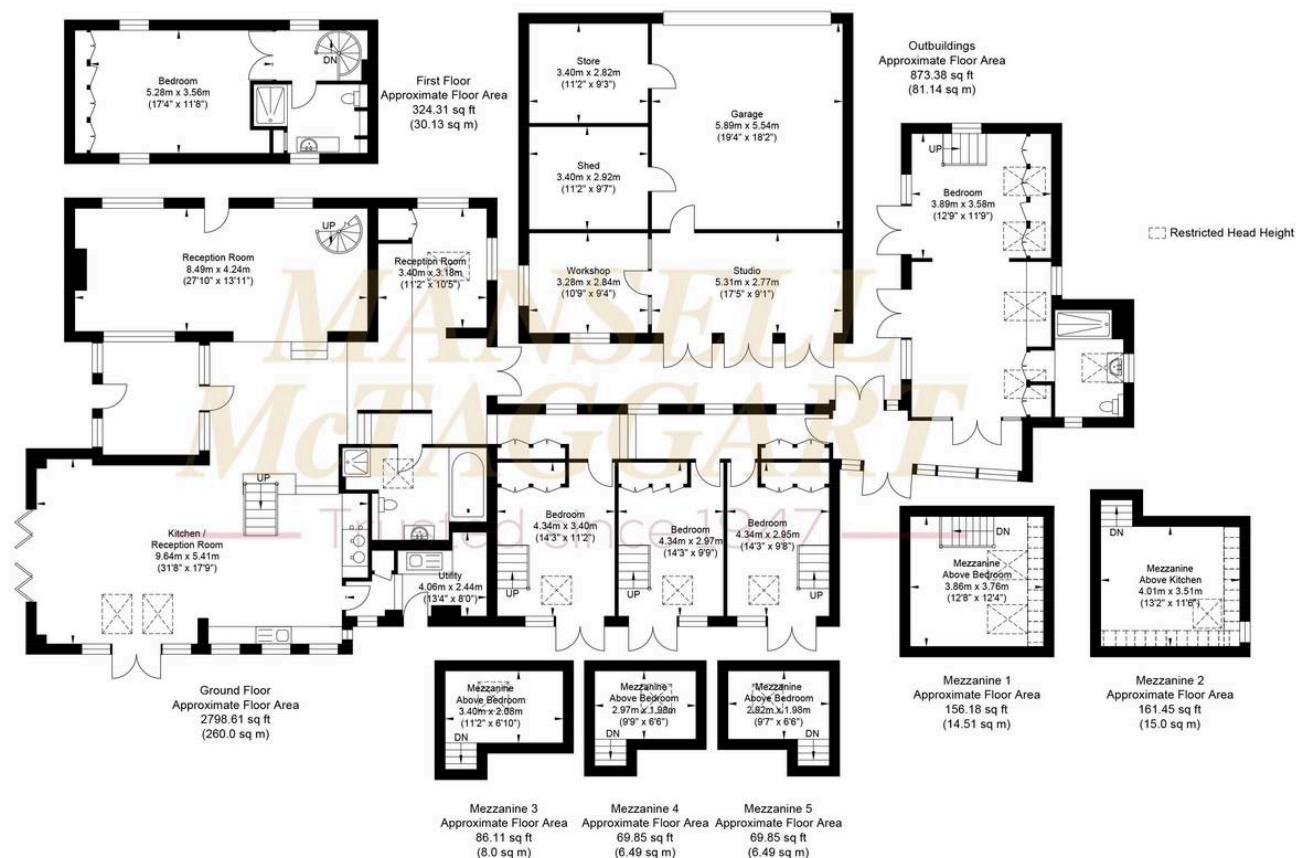 Bedroom
5.28m x 3.56m
(17'4" x 11'8")
DN
First Floor
Approximate Floor Area
324.31 sq ft
(30.13 sq m)
Store
3.40m x 2.82m
(11'2" x 9'3")
Garage
5.89m x 5.54m
(19'4" x 18'2")
Shed
3.40m x 2.92m
(11'2" x 9'7")
Workshop
3.28m x 2.84m
(10'9" x 9'4")
Studio
5.31m x 2.77m
(17'5" x 9'1")
Outbuildings
Approximate Floor Area
873.38 sq ft
(81.14 sq m)
UP
Bedroom
3.89m x 3.58m
(12'9" x 11'9")
Restricted Head Height
Reception Room
8.49m x 4.24m
(27'10" x 13'11")
UP
Reception Room
3.40m x 3.18m
(11'2" x 10'5")
MANSELL
McTAGGART
Trusted since 1947
UP
Kitchen /
Reception Room
9.64m x 5.41m
(31'8" x 17'9")
Utility
4.06m x 2.44m
(13'4" x 8'0")
Bedroom
4.34m x 3.40m
(14'3" x 11'2")
UP
Bedroom
4.34m x 2.97m
(14'3" x 9'9")
UP
Bedroom
4.34m x 2.95m
(14'3" x 9'8")
UP
Ground Floor
Approximate Floor Area
2798.61 sq ft
(260.0 sq m)
DN
Mezzanine
Above Bedroom
3.86m x 3.76m
(12'8" x 12'4")
Mezzanine 1
Approximate Floor Area
156.18 sq ft
(14.51 sq m)
DN
Mezzanine
Above Kitchen
4.01m x 3.51m
(13'2" x 11'6")
Mezzanine 2
Approximate Floor Area
161.45 sq ft
(15.0 sq m)
Mezzanine
Above Bedroom
3.40m x 2.08m
(11'2" x 6'10")
DN
Mezzanine 3
Approximate Floor Area
86.11 sq ft
(8.0 sq m)
Mezzanine
Above Bedroom
2.97m x 1.98m
(9'9" x 6'6")
DN
Mezzanine 4
Approximate Floor Area
69.85 sq ft
(6.49 sq m)
Mezzanine
Above Bedroom
2.92m x 1.98m
(9'7" x 6'6")
DN
Mezzanine 5
Approximate Floor Area
69.85 sq ft
(6.49 sq m)